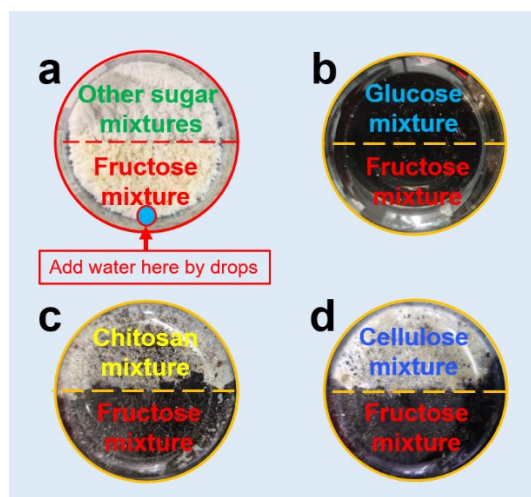 a
Other sugar
mixtures
Fructose
mixture
Add water here by drops
b
Glucose
mixture
Fructose
mixture
c
Chitosan
mixture
Fructose
mixture
d
Cellulose
mixture
Fructose
mixture